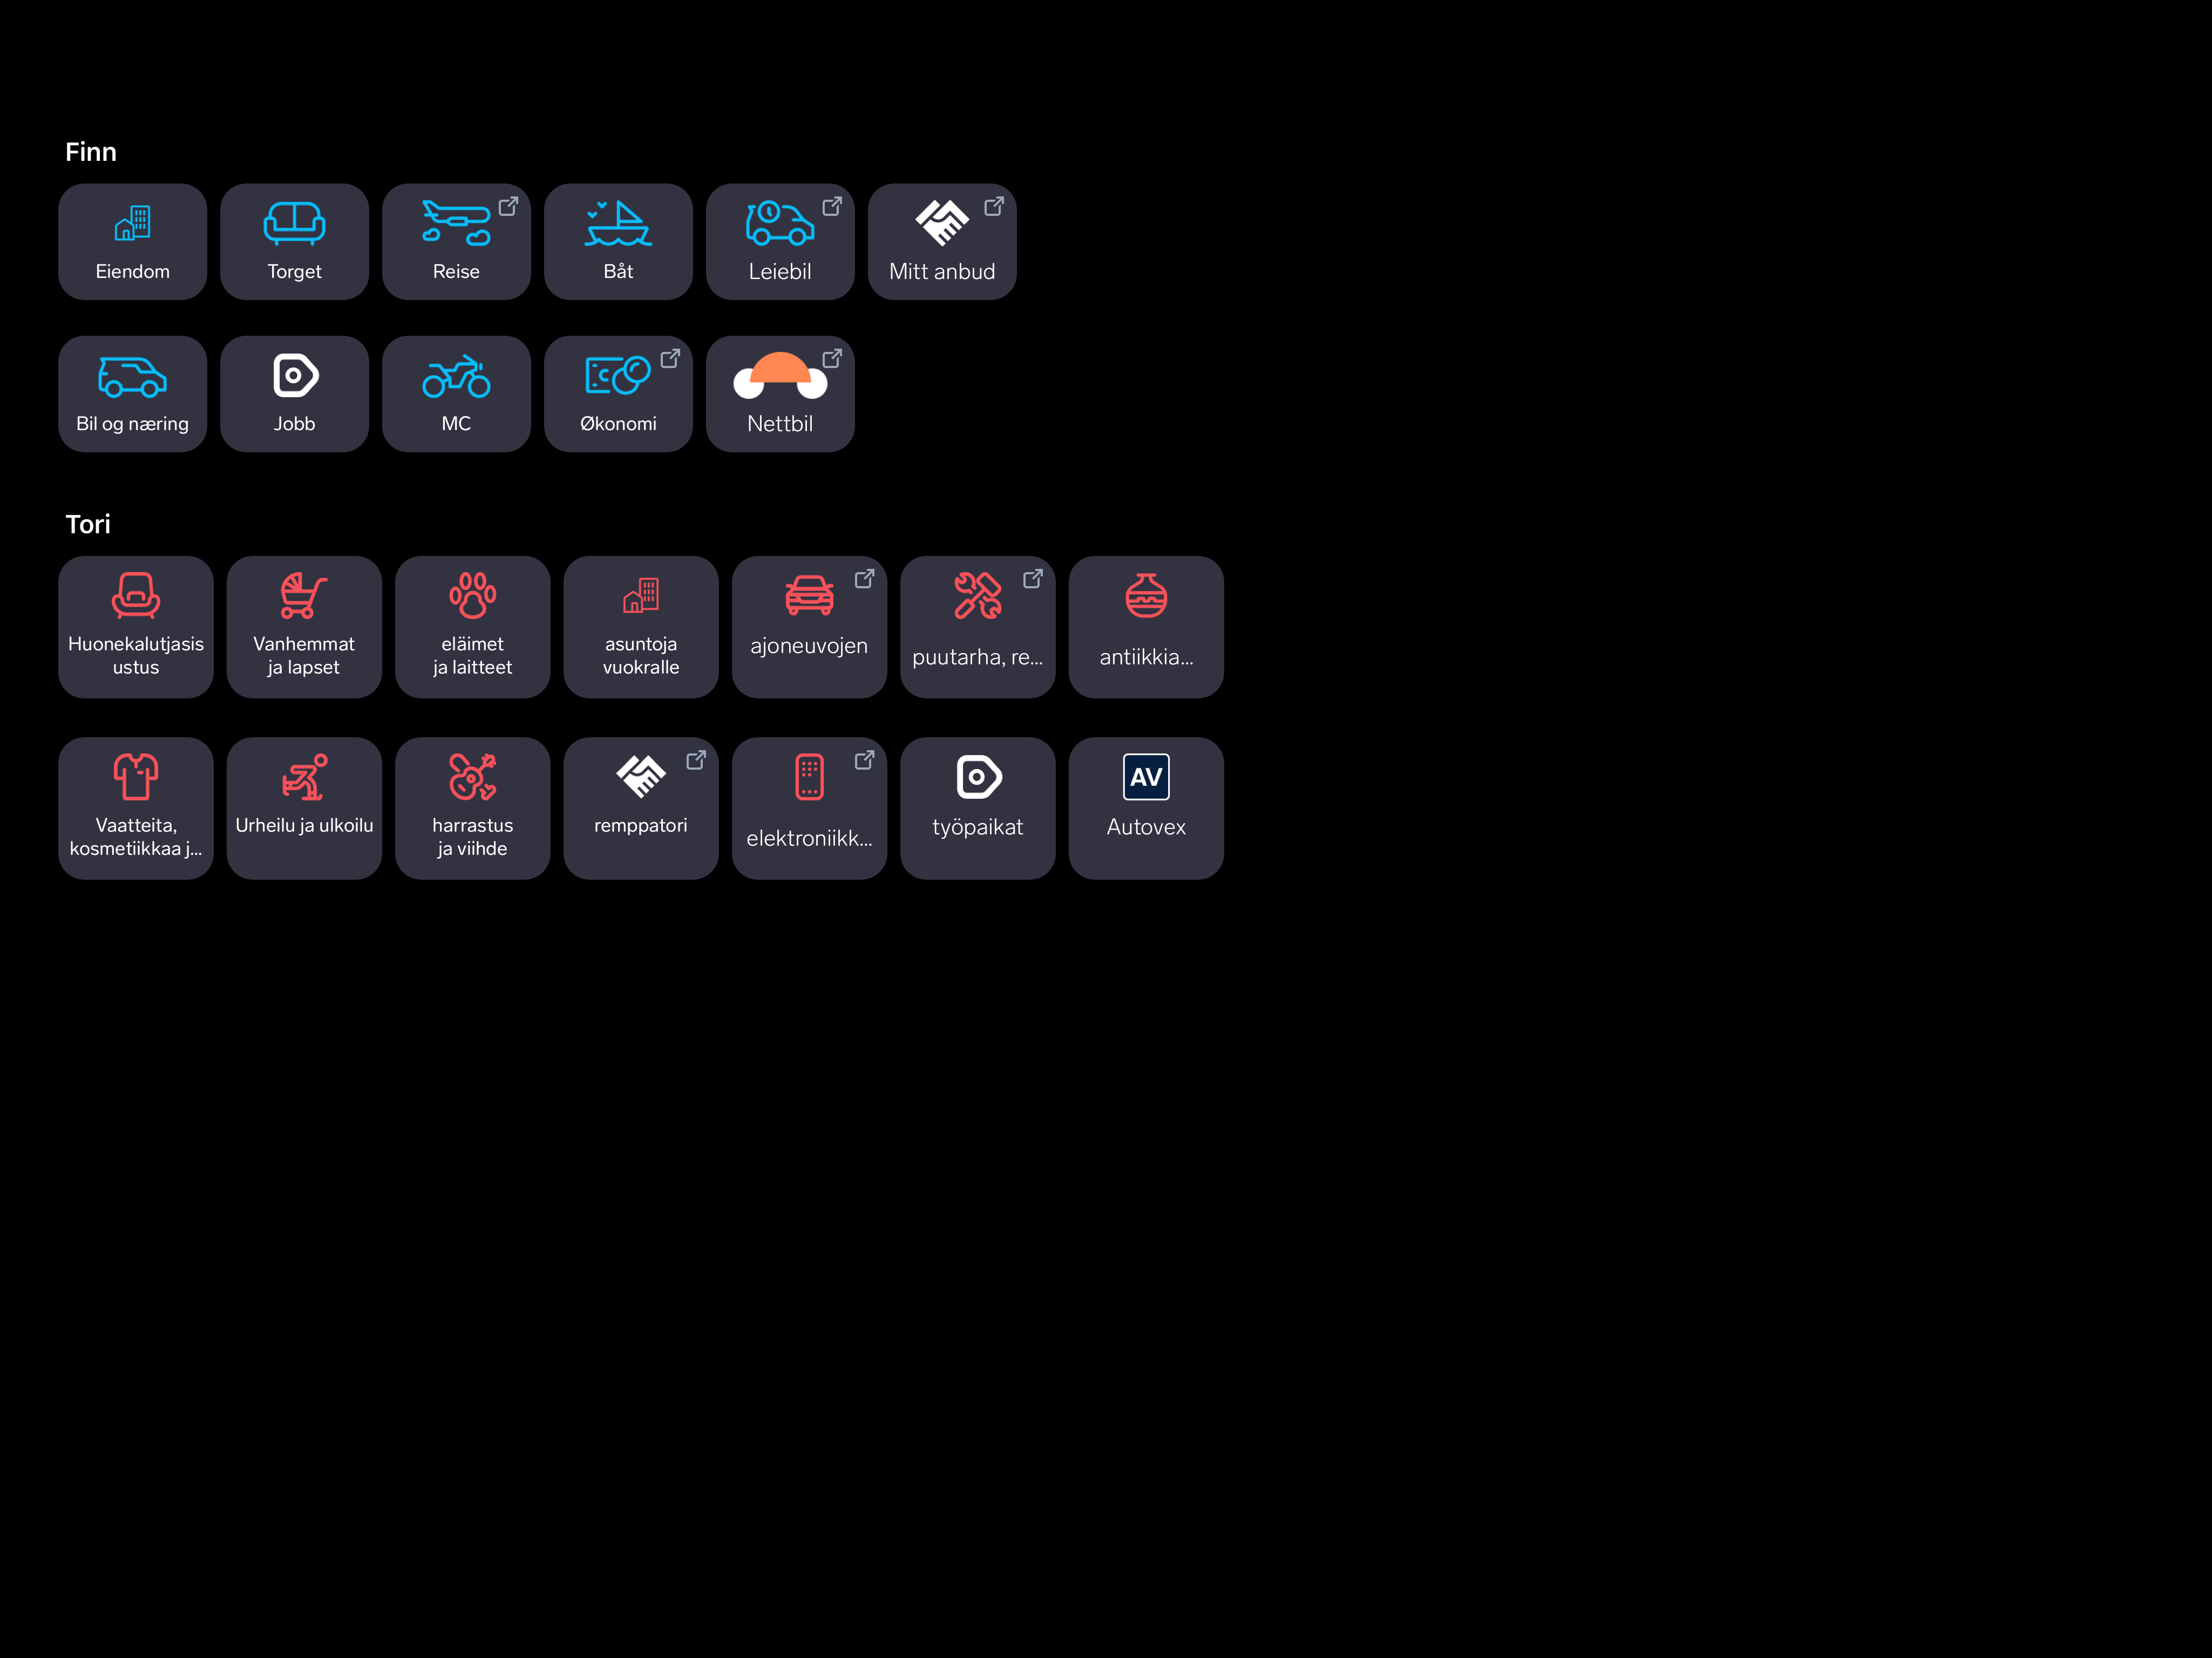 Finn
Eiendom
Torget
Reise
Båt
Leiebil
Mitt anbud
Bil og næring
Jobb
MC
Økonomi
Nettbil
Tori
Huonekalutjasis
ustus
Vanhemmat
ja lapset
eläimet
ja laitteet
asuntoja
vuokralle
ajoneuvojen
puutarha, re...
antiikkia...
Vaatteita,
kosmetiikkaa j...
Urheilu ja ulkoilu
harrastus
ja viihde
remppatori
elektroniikk...
työpaikat
AV
Autovex